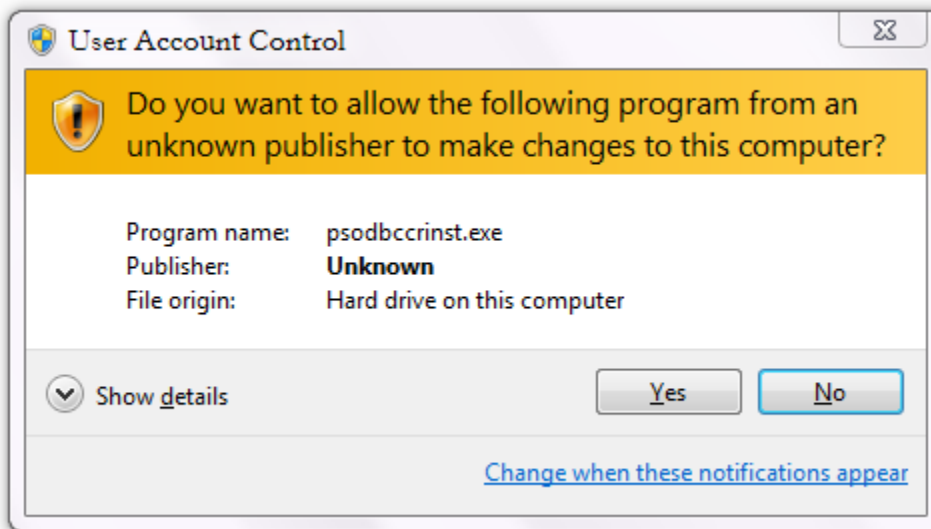 User Account Control
Do you want to allow the following program from an
unknown publisher to make changes to this computer?
Program name: psodbccrinst.exe
Publisher: Unknown
File origin: Hard drive on this computer
Show details Yes No
Change when these notifications appear